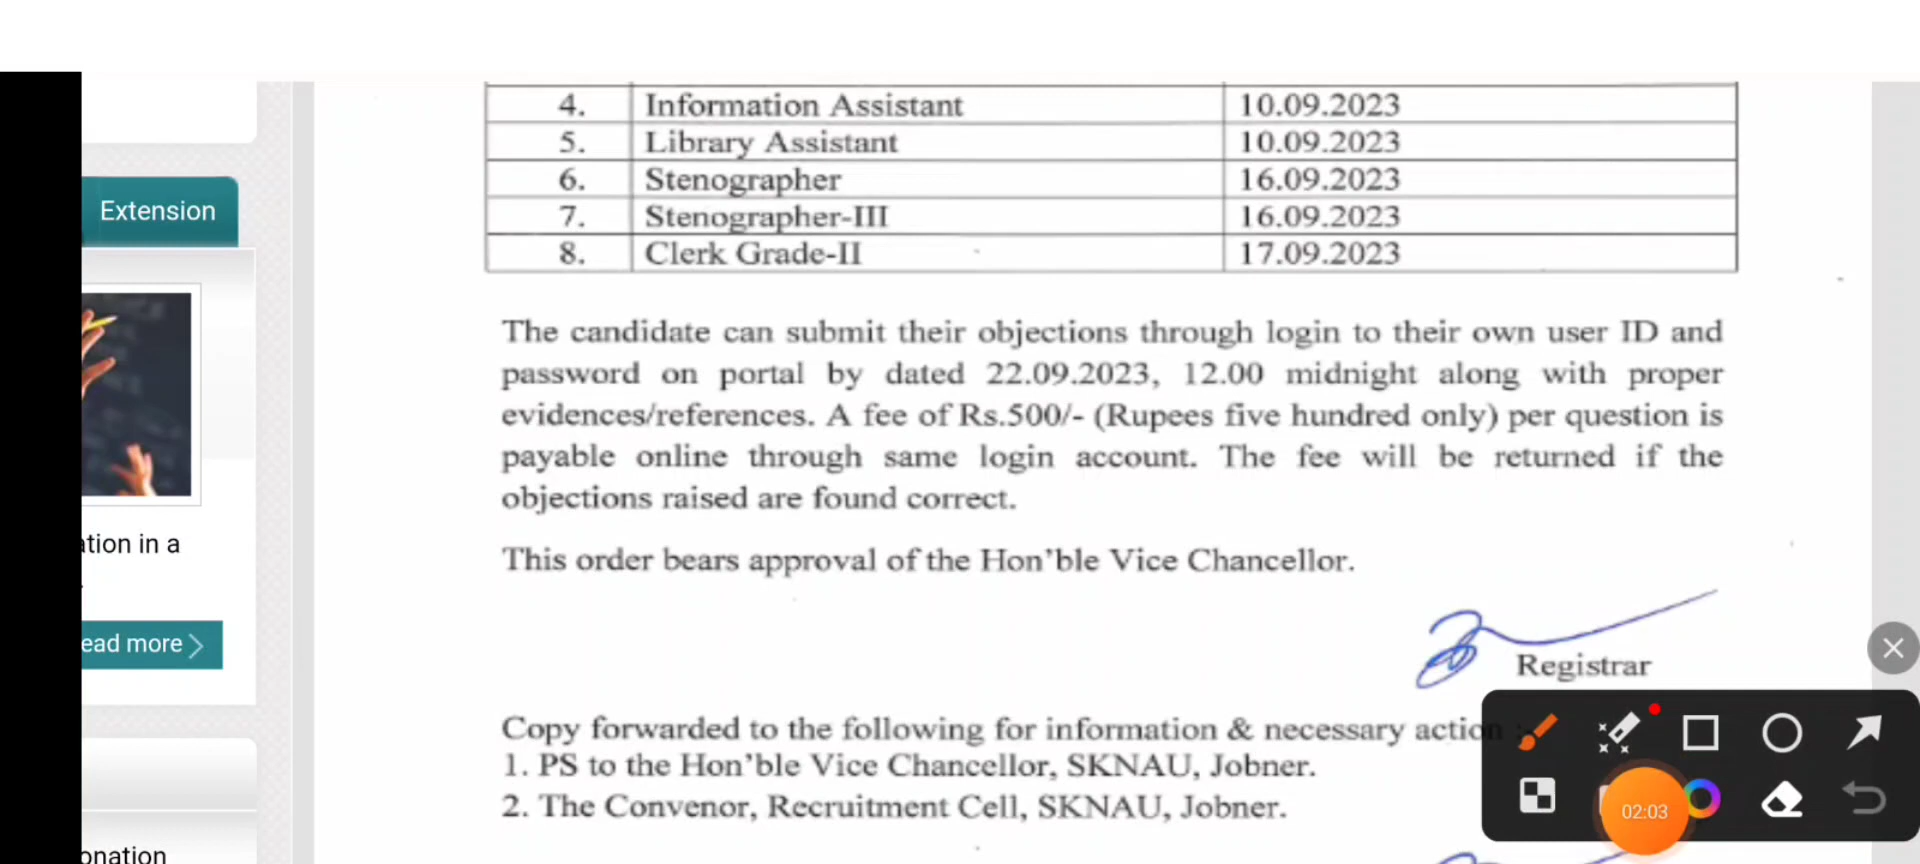 4. Information Assistant 10.09.2023
5. Library Assistant 10.09.2023
6. Stenographer 16.09.2023
7. Stenographer-III 16.09.2023
8. Clerk Grade-II 17.09.2023
Extension
The candidate can submit their objections through login to their own user ID and
password on portal by dated 22.09.2023, 12.00 midnight along with proper
evidences/references. A fee of Rs.500/- (Rupees five hundred only) per question is
payable online through same login account. The fee will be returned if the
objections raised are found correct.
ation in a
This order bears approval of the Hon'ble Vice Chancellor.
ead more
Registrar
Copy forwarded to the following for information & necessary action :
1. PS to the Hon'ble Vice Chancellor, SKNAU, Jobner.
2. The Convenor, Recruitment Cell, SKNAU, Jobner.
02:03
onation